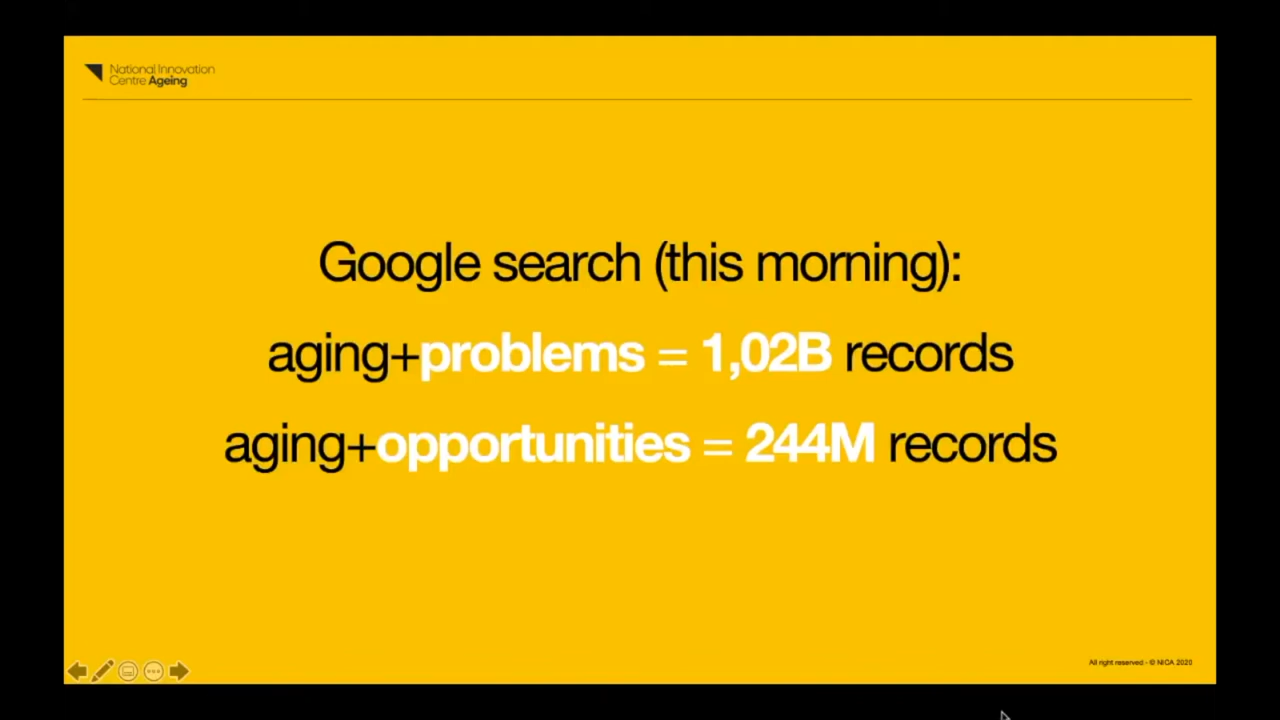 National Innovation
Centre Ageing
Google search (this morning):
aging+problems = 1,02B records
aging+opportunities = 244M records
All right reserved - © NICA 2020